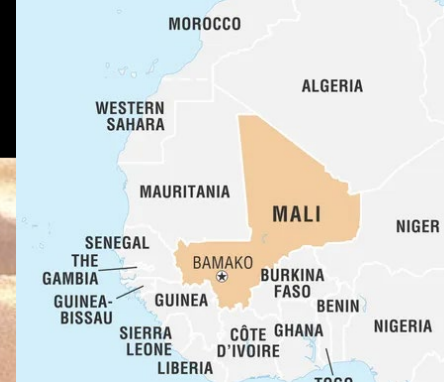 MOROCCO
ALGERIA
WESTERN
SAHARA
MAURITANIA
MALI
NIGER
SENEGAL
BAMAKO
THE
GAMBIA
BURKINA
FASO
GUINEA-
BISSAU
GUINEA
BENIN
SIERRA
LEONE
CÔTE
D'IVOIRE
GHANA
NIGERIA
LIBERIA
TOGO